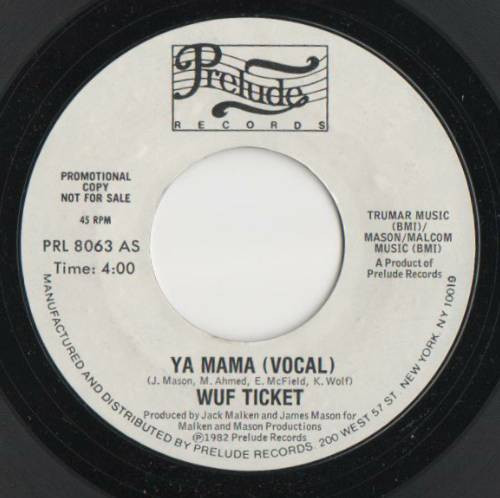 Prelude
RECORDS
PROMOTIONAL
COPY
NOT FOR SALE
45 RPM
PRL 8063 AS
Time: 4:00
TRUMAR MUSIC
(BMI)/
MASON/MALCOM
MUSIC (BMI)
A Product of
Prelude Records
YA MAMA (VOCAL)
(J. Mason, M. Ahmed, E. McField, K. Wolf)
WUF TICKET
Produced by Jack Malken and James Mason for
Malken and Mason Productions
Ⓟ1982 Prelude Records
MANUFACTURED AND DISTRIBUTED BY PRELUDE RECORDS. 200 WEST 57 ST. NEW YORK, NY 10019